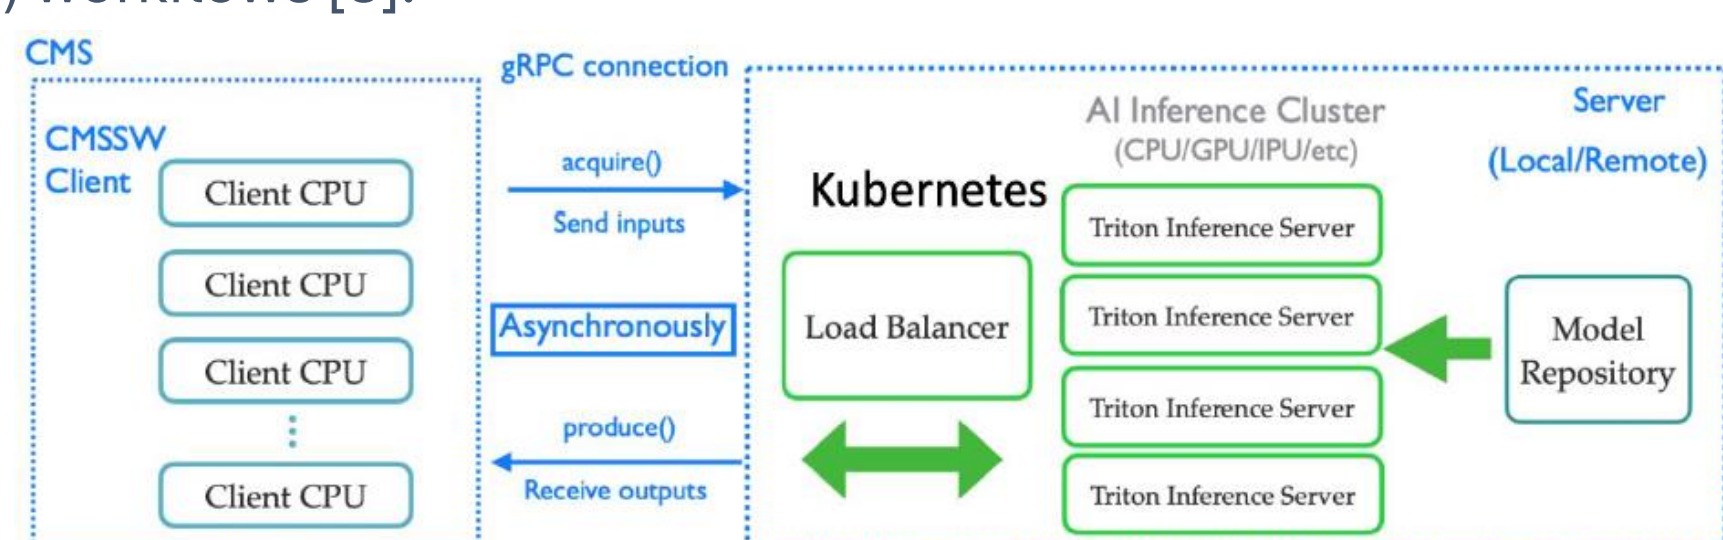 CMS
CMSSW
Client
Client CPU
Client CPU
Client CPU
Client CPU
gRPC connection
acquire()
Send inputs
Asynchronously
produce()
Receive outputs
Kubernetes
Load Balancer
AI Inference Cluster
(CPU/GPU/IPU/etc)
Triton Inference Server
Triton Inference Server
Triton Inference Server
Triton Inference Server
Server
(Local/Remote)
Model
Repository